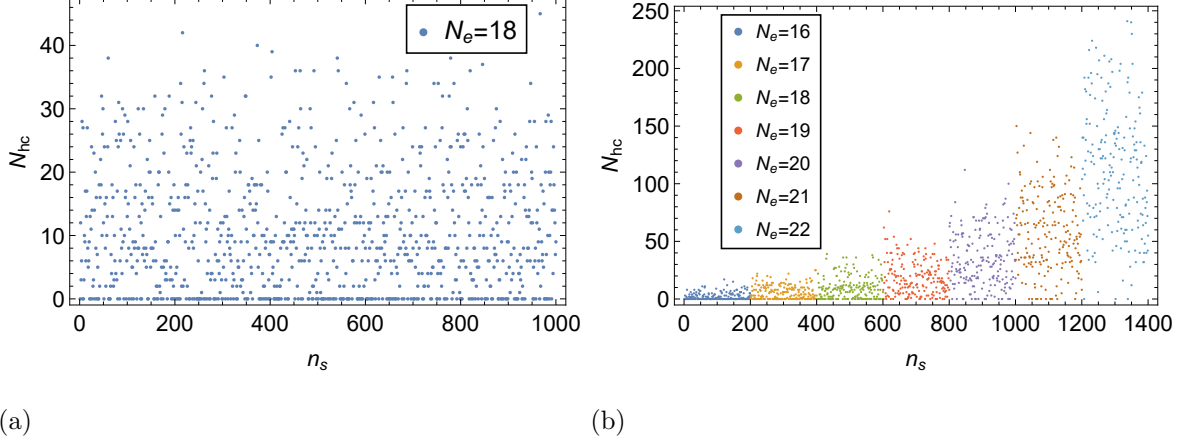 N_e=18
40
30
20
10
0
N_hc
0 200 400 600 800 1000
n_s
(a)
250
200
150
100
50
0
N_hc
N_e=16
N_e=17
N_e=18
N_e=19
N_e=20
N_e=21
N_e=22
0 200 400 600 800 1000 1200 1400
n_s
(b)